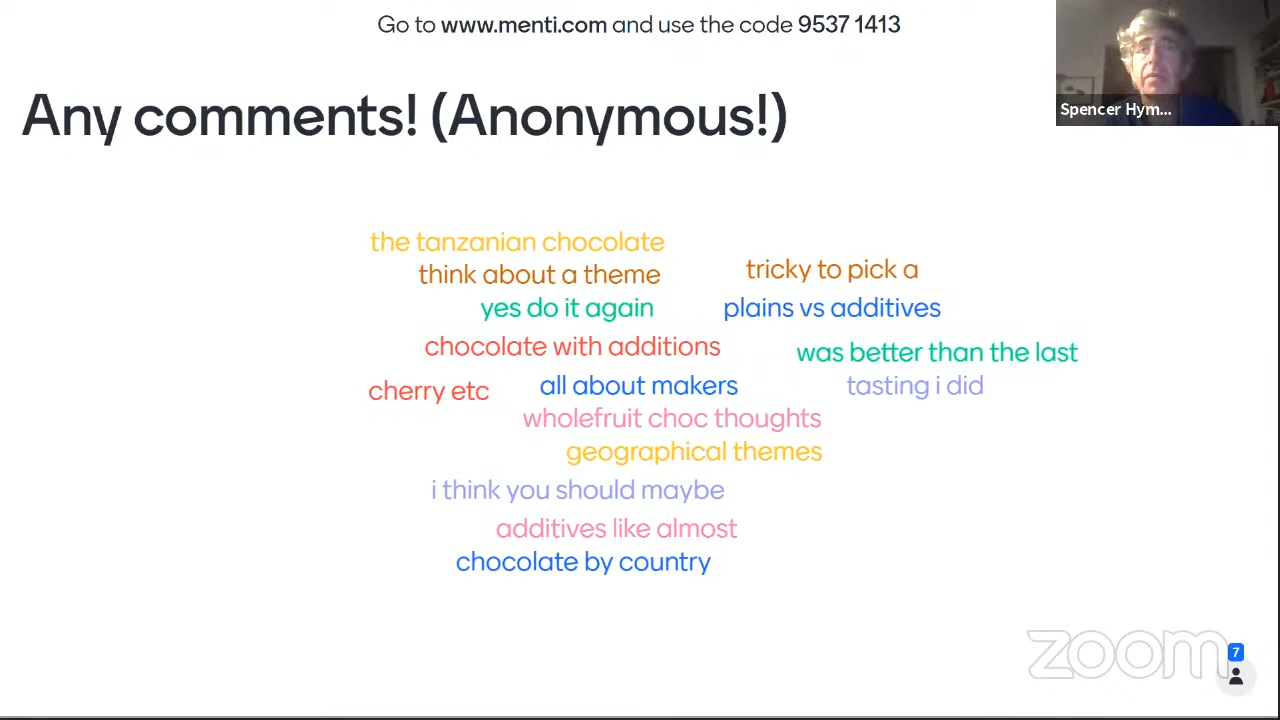 Go to www.menti.com and use the code 9537 1413
Any comments! (Anonymous!)
Spencer Hym...
the tanzanian chocolate
think about a theme
tricky to pick a
yes do it again
plains vs additives
chocolate with additions
was better than the last
cherry etc
all about makers
tasting i did
wholefruit choc thoughts
geographical themes
i think you should maybe
additives like almost
chocolate by country
zoom
7